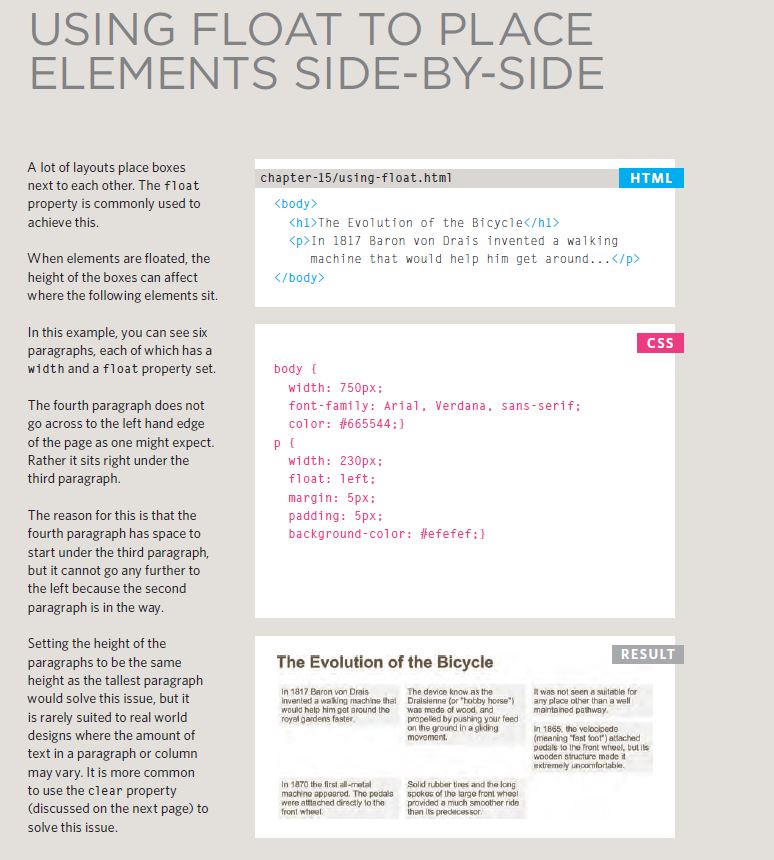 USING FLOAT TO PLACE
ELEMENTS SIDE-BY-SIDE
A lot of layouts place boxes
next to each other. The float
property is commonly used to
achieve this.
When elements are floated, the
height of the boxes can affect
where the following elements sit.
In this example, you can see six
paragraphs, each of which has a
width and a float property set.
The fourth paragraph does not
go across to the left hand edge
of the page as one might expect.
Rather it sits right under the
third paragraph.
The reason for this is that the
fourth paragraph has space to
start under the third paragraph,
but it cannot go any further to
the left because the second
paragraph is in the way.
Setting the height of the
paragraphs to be the same
height as the tallest paragraph
would solve this issue, but it
is rarely suited to real world
designs where the amount of
text in a paragraph or column
may vary. It is more common
to use the clear property
(discussed on the next page) to
solve this issue.
chapter-15/using-float.html
HTML
<body>
<h1>The Evolution of the Bicycle</h1>
<p>In 1817 Baron von Drais invented a walking
machine that would help him get around...</p>
</body>
CSS
body {
width: 750px;
font-family: Arial, Verdana, sans-serif;
color: #665544;}
p {
width: 230px;
float: left;
margin: 5px;
padding: 5px;
background-color: #efefef;}
RESULT
The Evolution of the Bicycle
In 1817 Baron von Drais
invented a walking machine that
would help him get around the
royal gardens faster.
The device know as the
Draisienne (or "hobby horse")
was made of wood, and
propelled by pushing your feed
on the ground in a gliding
movement.
It was not seen a suitable for
any place other than a well
maintained pathway.
In 1865, the velocipede
(meaning "fast foot") attached
pedals to the front wheel, but its
wooden structure made it
extremely uncomfortable.
In 1870 the first all-metal
machine appeared. The pedals
were atttached directly to the
front wheel.
Solid rubber tires and the long
spokes of the large front wheel
provided a much smoother ride
than its predecessor.